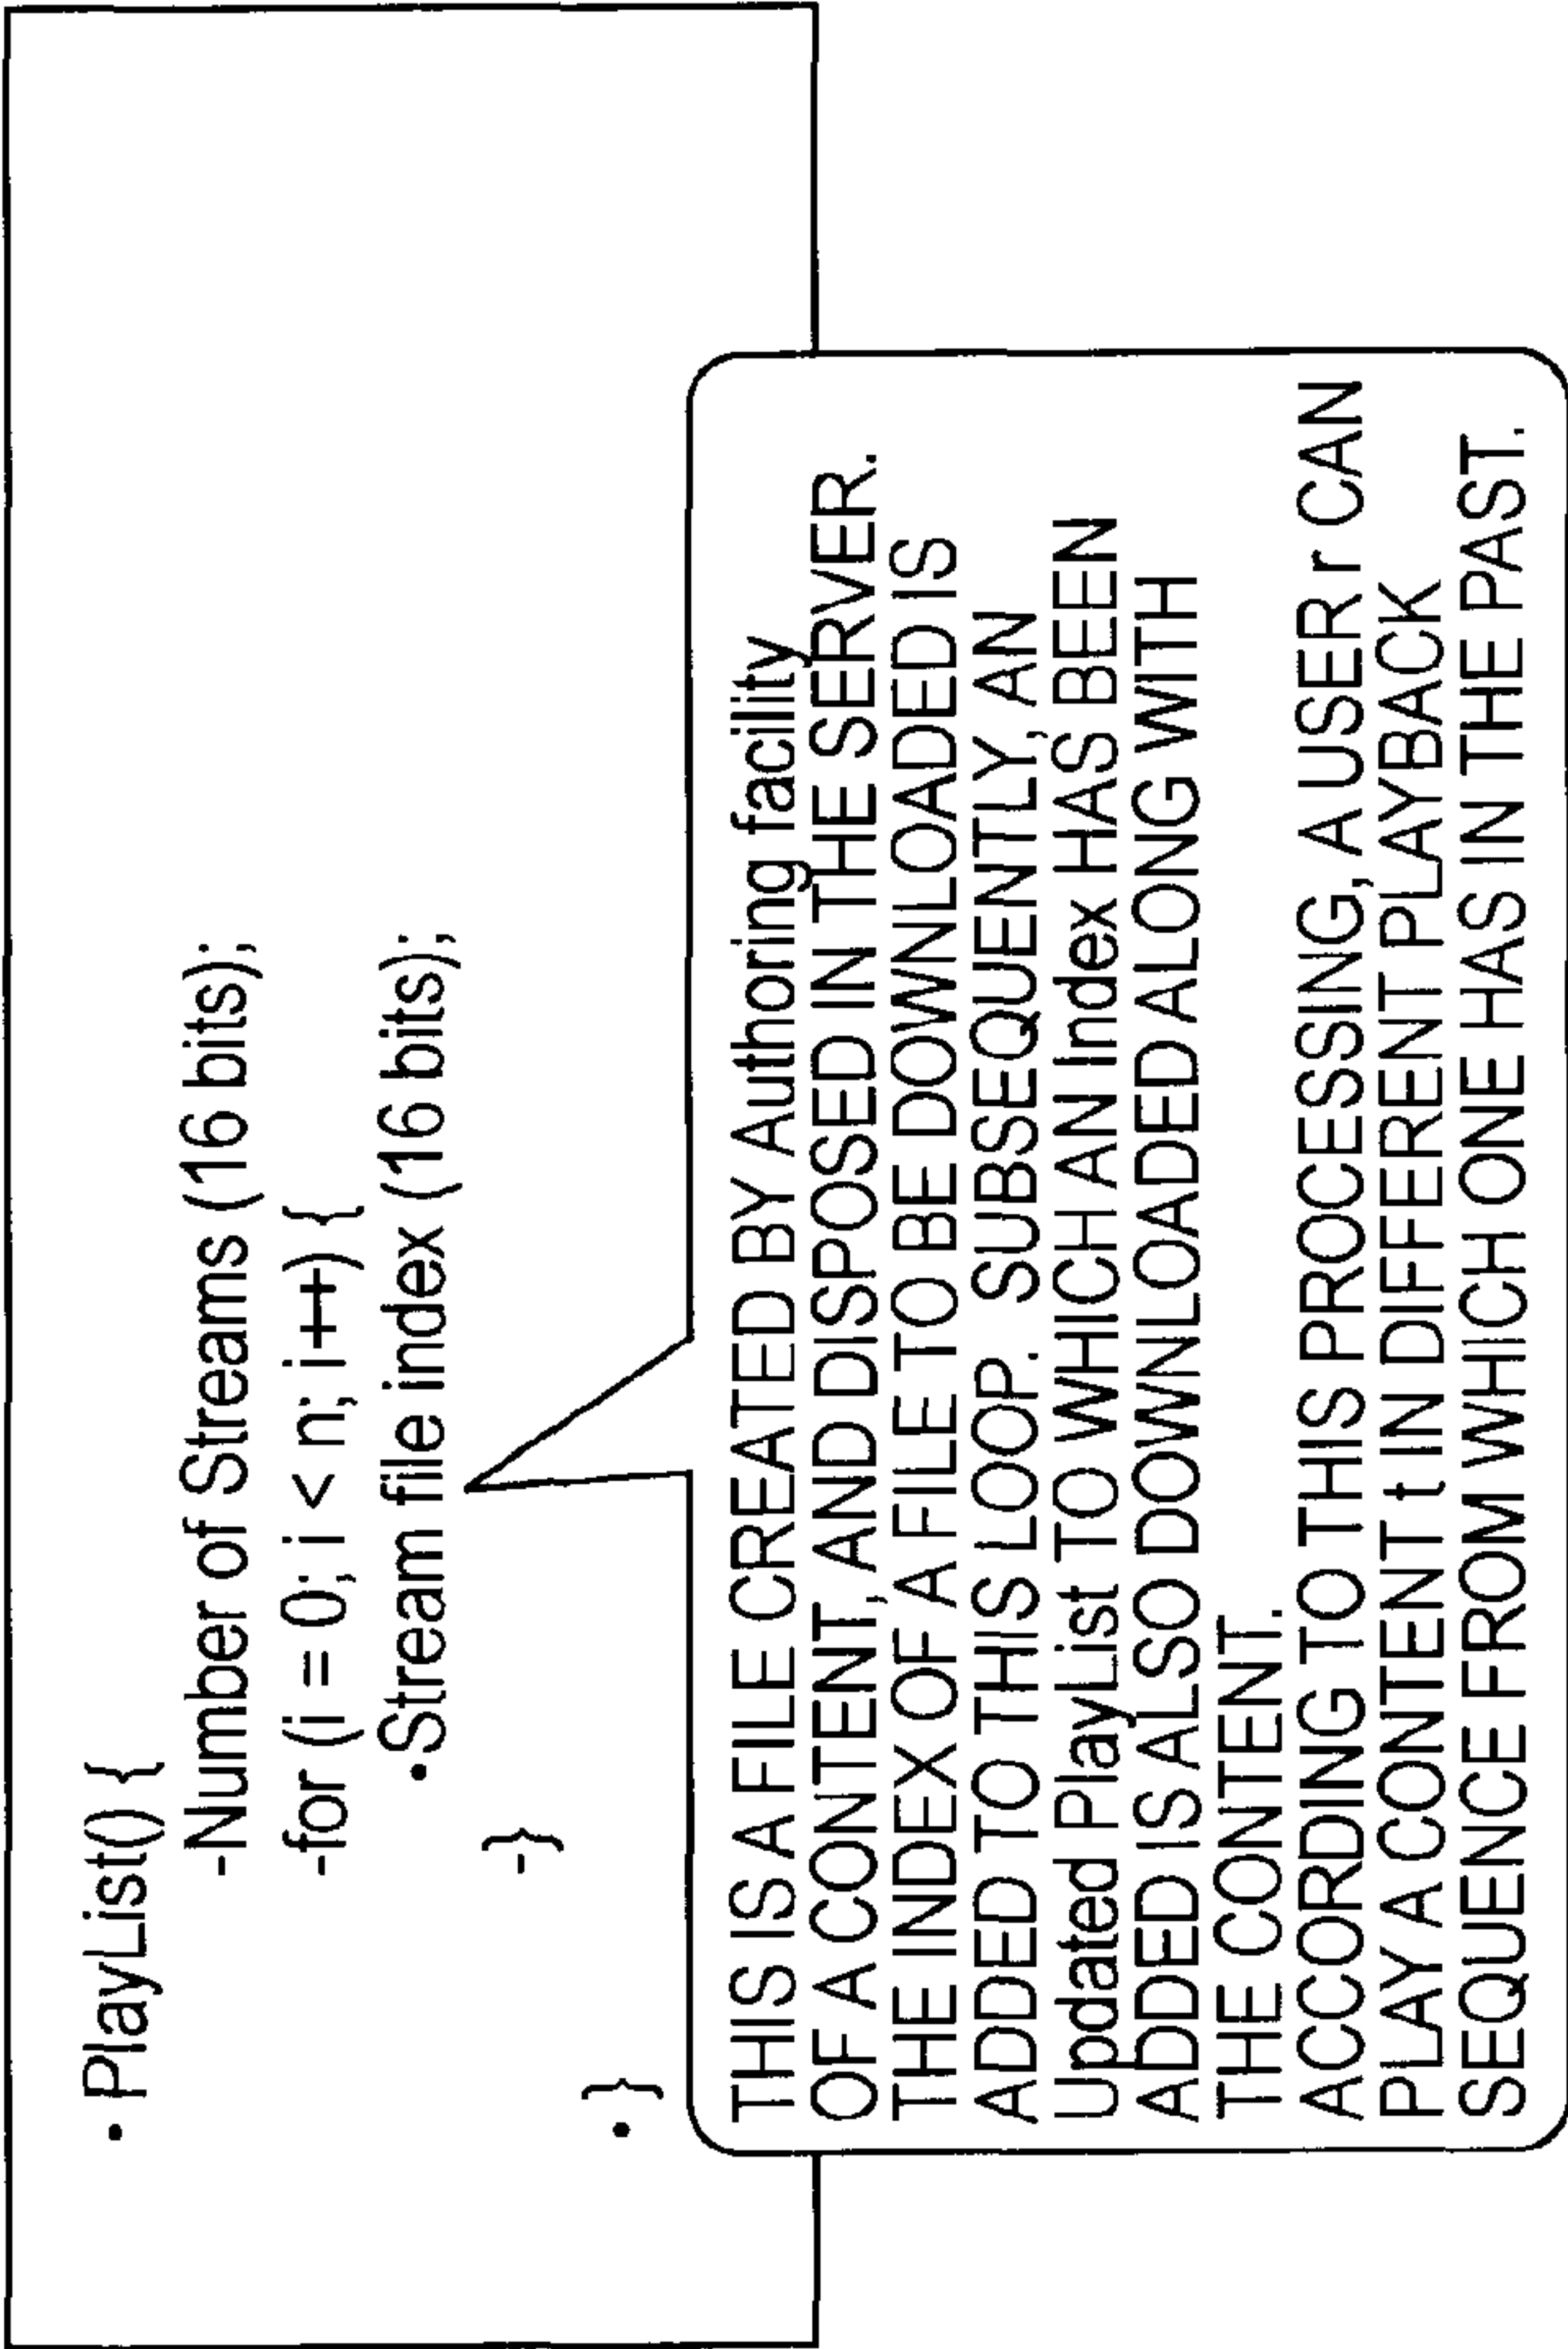 • PlayList() {
-Number of Streams (16 bits);
-for (i = 0; i < n; i++) {
•Stream file index (16 bits);
-}
• }
THIS IS A FILE CREATED BY Authoring facility
OF A CONTENT, AND DISPOSED IN THE SERVER.
THE INDEX OF A FILE TO BE DOWNLOADED IS
ADDED TO THIS LOOP. SUBSEQUENTLY, AN
Updated PlayList TO WHICH AN Index HAS BEEN
ADDED IS ALSO DOWNLOADED ALONG WITH
THE CONTENT.
ACCORDING TO THIS PROCESSING, A USER r CAN
PLAY A CONTENT t IN DIFFERENT PLAYBACK
SEQUENCE FROM WHICH ONE HAS IN THE PAST.